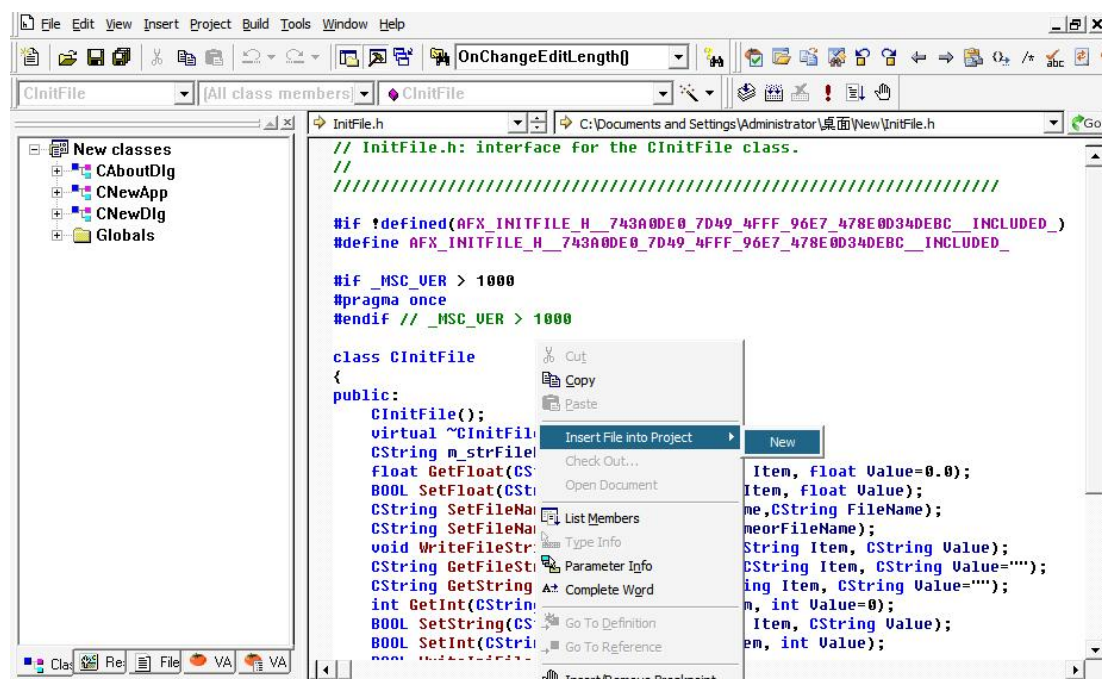 File Edit View Insert Project Build Tools Window Help
OnChangeEditLength()
CInitFile (All class members) CInitFile
InitFile.h C:\Documents and Settings\Administrator\桌面\New\InitFile.h Go
New classes
CAboutDlg
CNewApp
CNewDlg
Globals
// InitFile.h: interface for the CInitFile class.
//
//////////////////////////////////////////////////////////////////////
#if !defined(AFX_INITFILE_H__743A0DE0_7D49_4FFF_96E7_478E0D34DEBC__INCLUDED_)
#define AFX_INITFILE_H__743A0DE0_7D49_4FFF_96E7_478E0D34DEBC__INCLUDED_
#if _MSC_VER > 1000
#pragma once
#endif // _MSC_VER > 1000
class CInitFile
{
public:
CInitFile();
virtual ~CInitFil
CString m_strFile
float GetFloat(CS Item, float Value=0.0);
BOOL SetFloat(CStr Item, float Value);
CString SetFileNa me,CString FileName);
CString SetFileNa meorFileName);
void WriteFileStr String Item, CString Value);
CString GetFileSt CString Item, CString Value="");
CString GetString ing Item, CString Value="");
int GetInt(CString m, int Value=0);
BOOL SetString(CS Item, CString Value);
BOOL SetInt(CStri em, int Value);
Cut
Copy
Paste
Insert File into Project New
Check Out...
Open Document
List Members
Type Info
Parameter Info
Complete Word
Go To Definition
Go To Reference
Insert/Remove Breakpoint
Clas Re: File VA VA